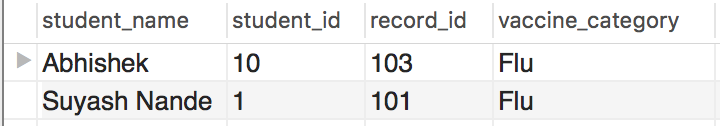 student_name student_id record_id vaccine_category
Abhishek 10 103 Flu
Suyash Nande 1 101 Flu